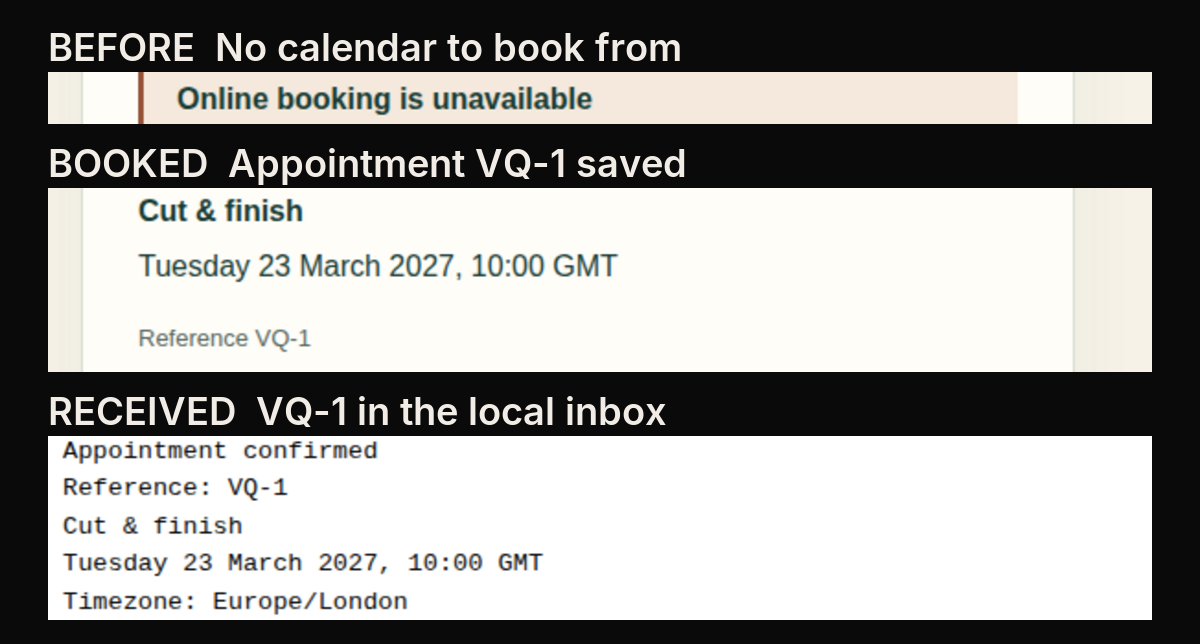 BEFORE  No calendar to book from
Online booking is unavailable
BOOKED  Appointment VQ-1 saved
Cut & finish
Tuesday 23 March 2027, 10:00 GMT
Reference VQ-1
RECEIVED  VQ-1 in the local inbox
Appointment confirmed
Reference: VQ-1
Cut & finish
Tuesday 23 March 2027, 10:00 GMT
Timezone: Europe/London